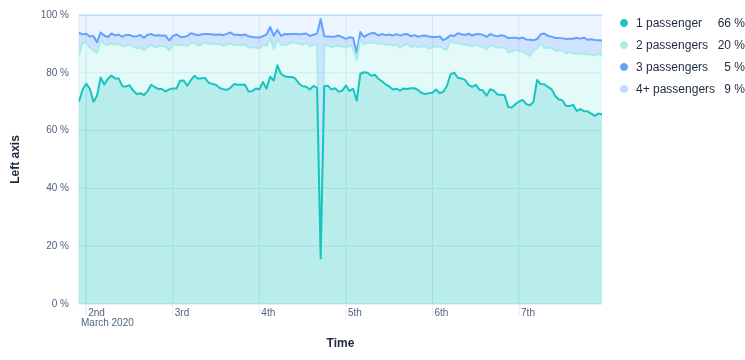 100 %
80 %
60 %
40 %
20 %
0 %
Left axis
2nd
March 2020
3rd
4th
5th
6th
7th
Time
1 passenger 66 %
2 passengers 20 %
3 passengers 5 %
4+ passengers 9 %